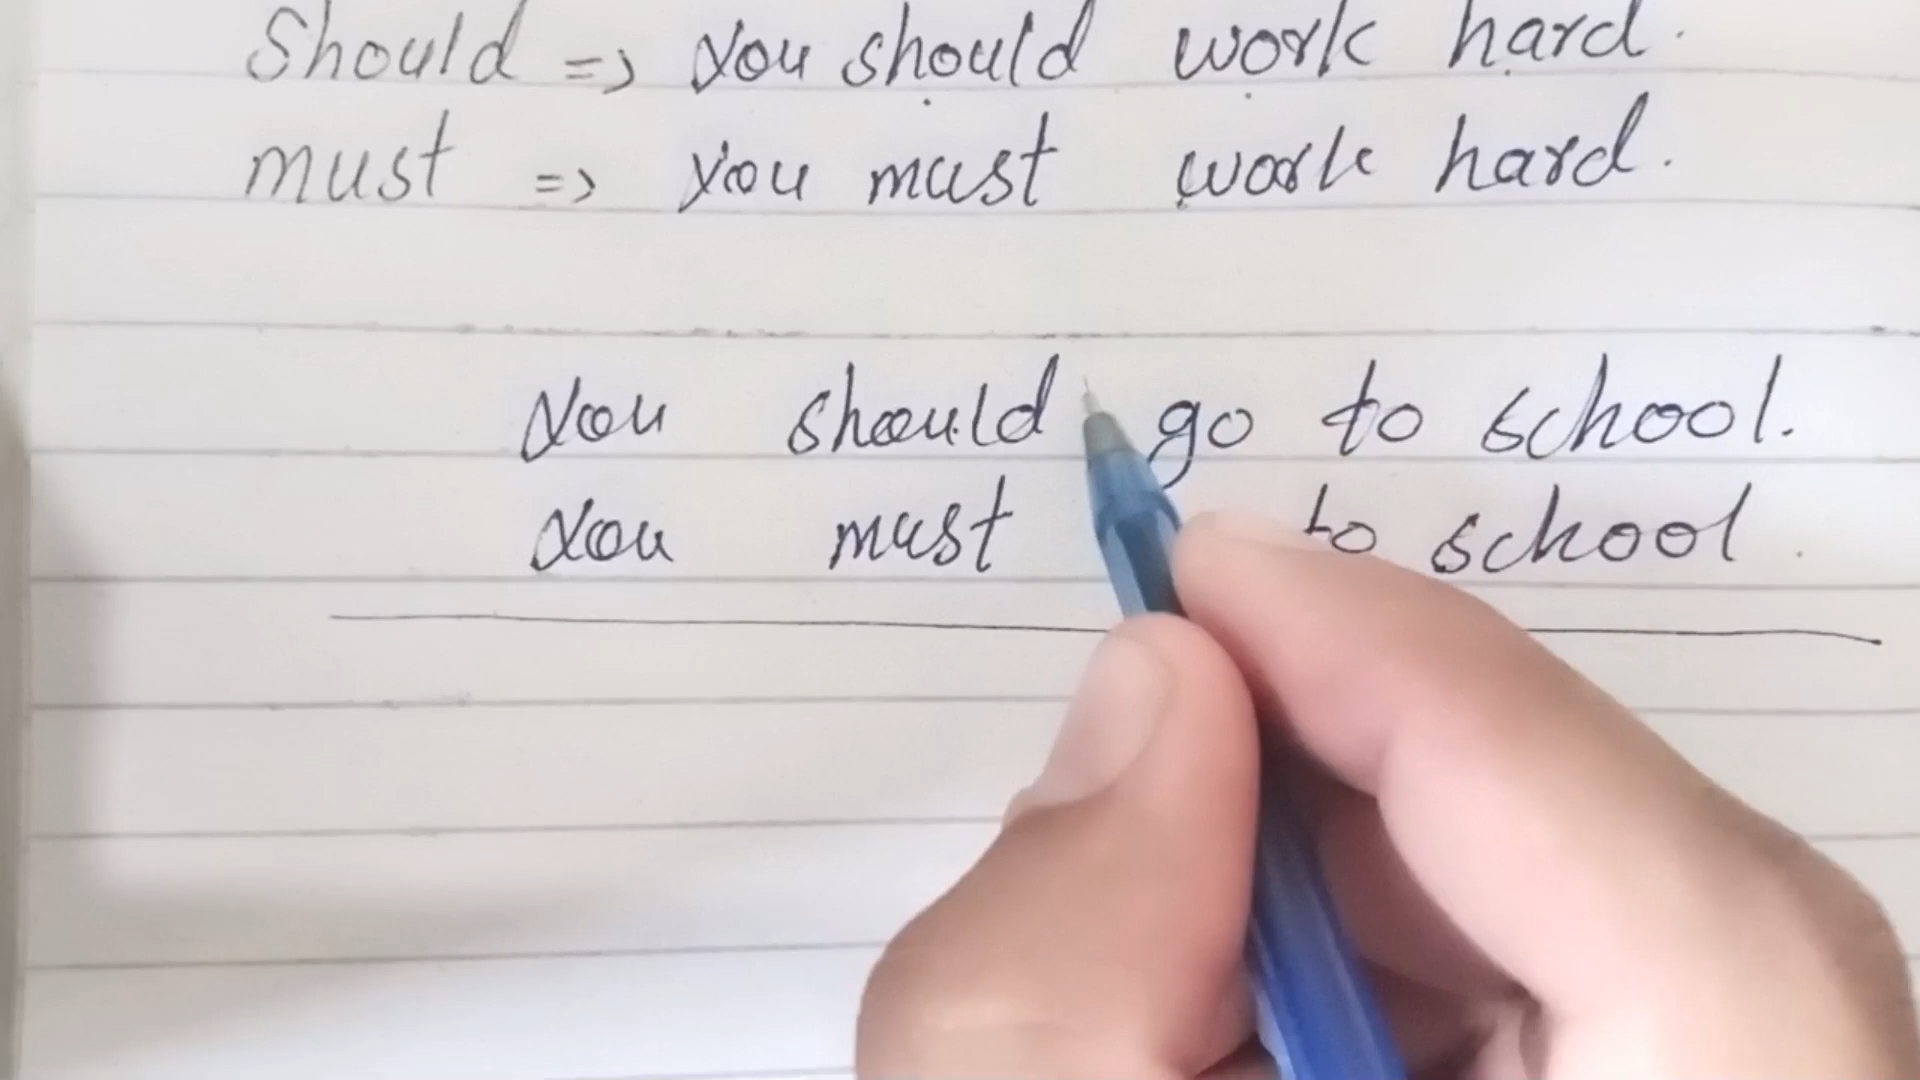 Should => You should work hard.
must => You must work hard.
You should go to school.
You must to school.